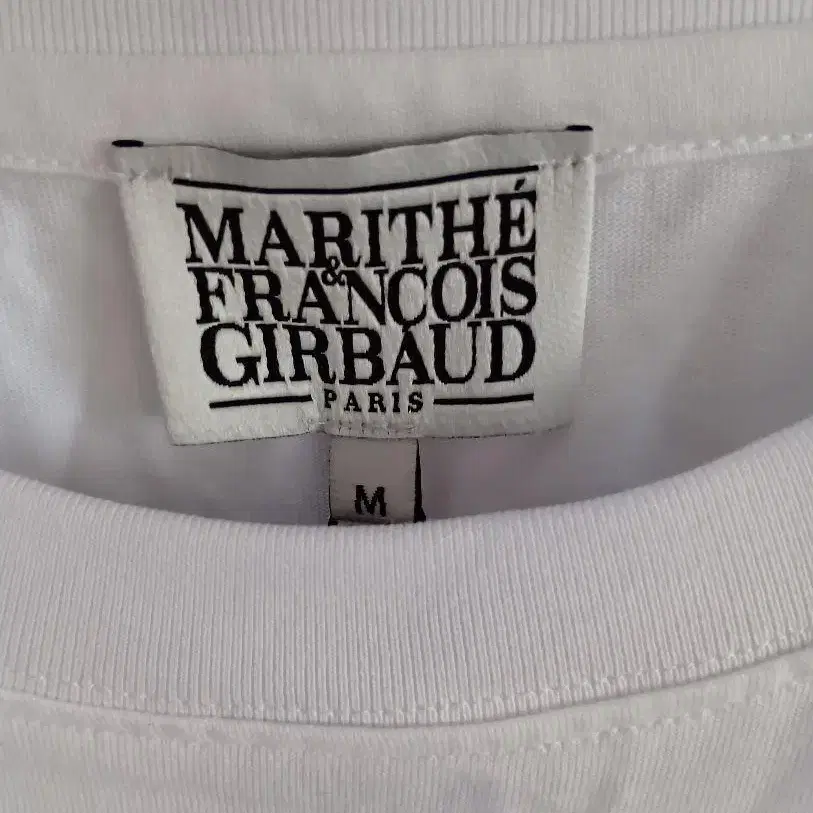 MARITHÉ
&
FRANCOIS
GIRBAUD
PARIS
M